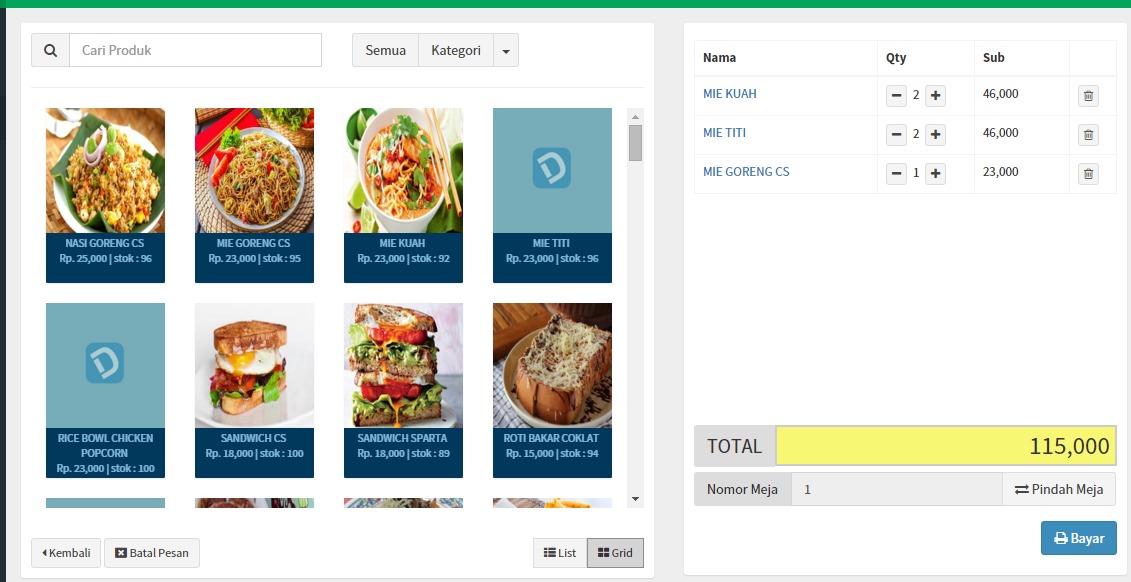 Cari Produk
Semua
Kategori
NASI GORENG CS
Rp. 25,000 | stok : 96
MIE GORENG CS
Rp. 23,000 | stok : 95
MIE KUAH
Rp. 23,000 | stok : 92
MIE TITI
Rp. 23,000 | stok : 96
RICE BOWL CHICKEN
POPCORN
Rp. 23,000 | stok : 100
SANDWICH CS
Rp. 18,000 | stok : 100
SANDWICH SPARTA
Rp. 18,000 | stok : 89
ROTI BAKAR COKLAT
Rp. 15,000 | stok : 94
Kembali
Batal Pesan
List
Grid
Nama Qty Sub
MIE KUAH 2 46,000
MIE TITI 2 46,000
MIE GORENG CS 1 23,000
TOTAL 115,000
Nomor Meja 1 Pindah Meja
Bayar